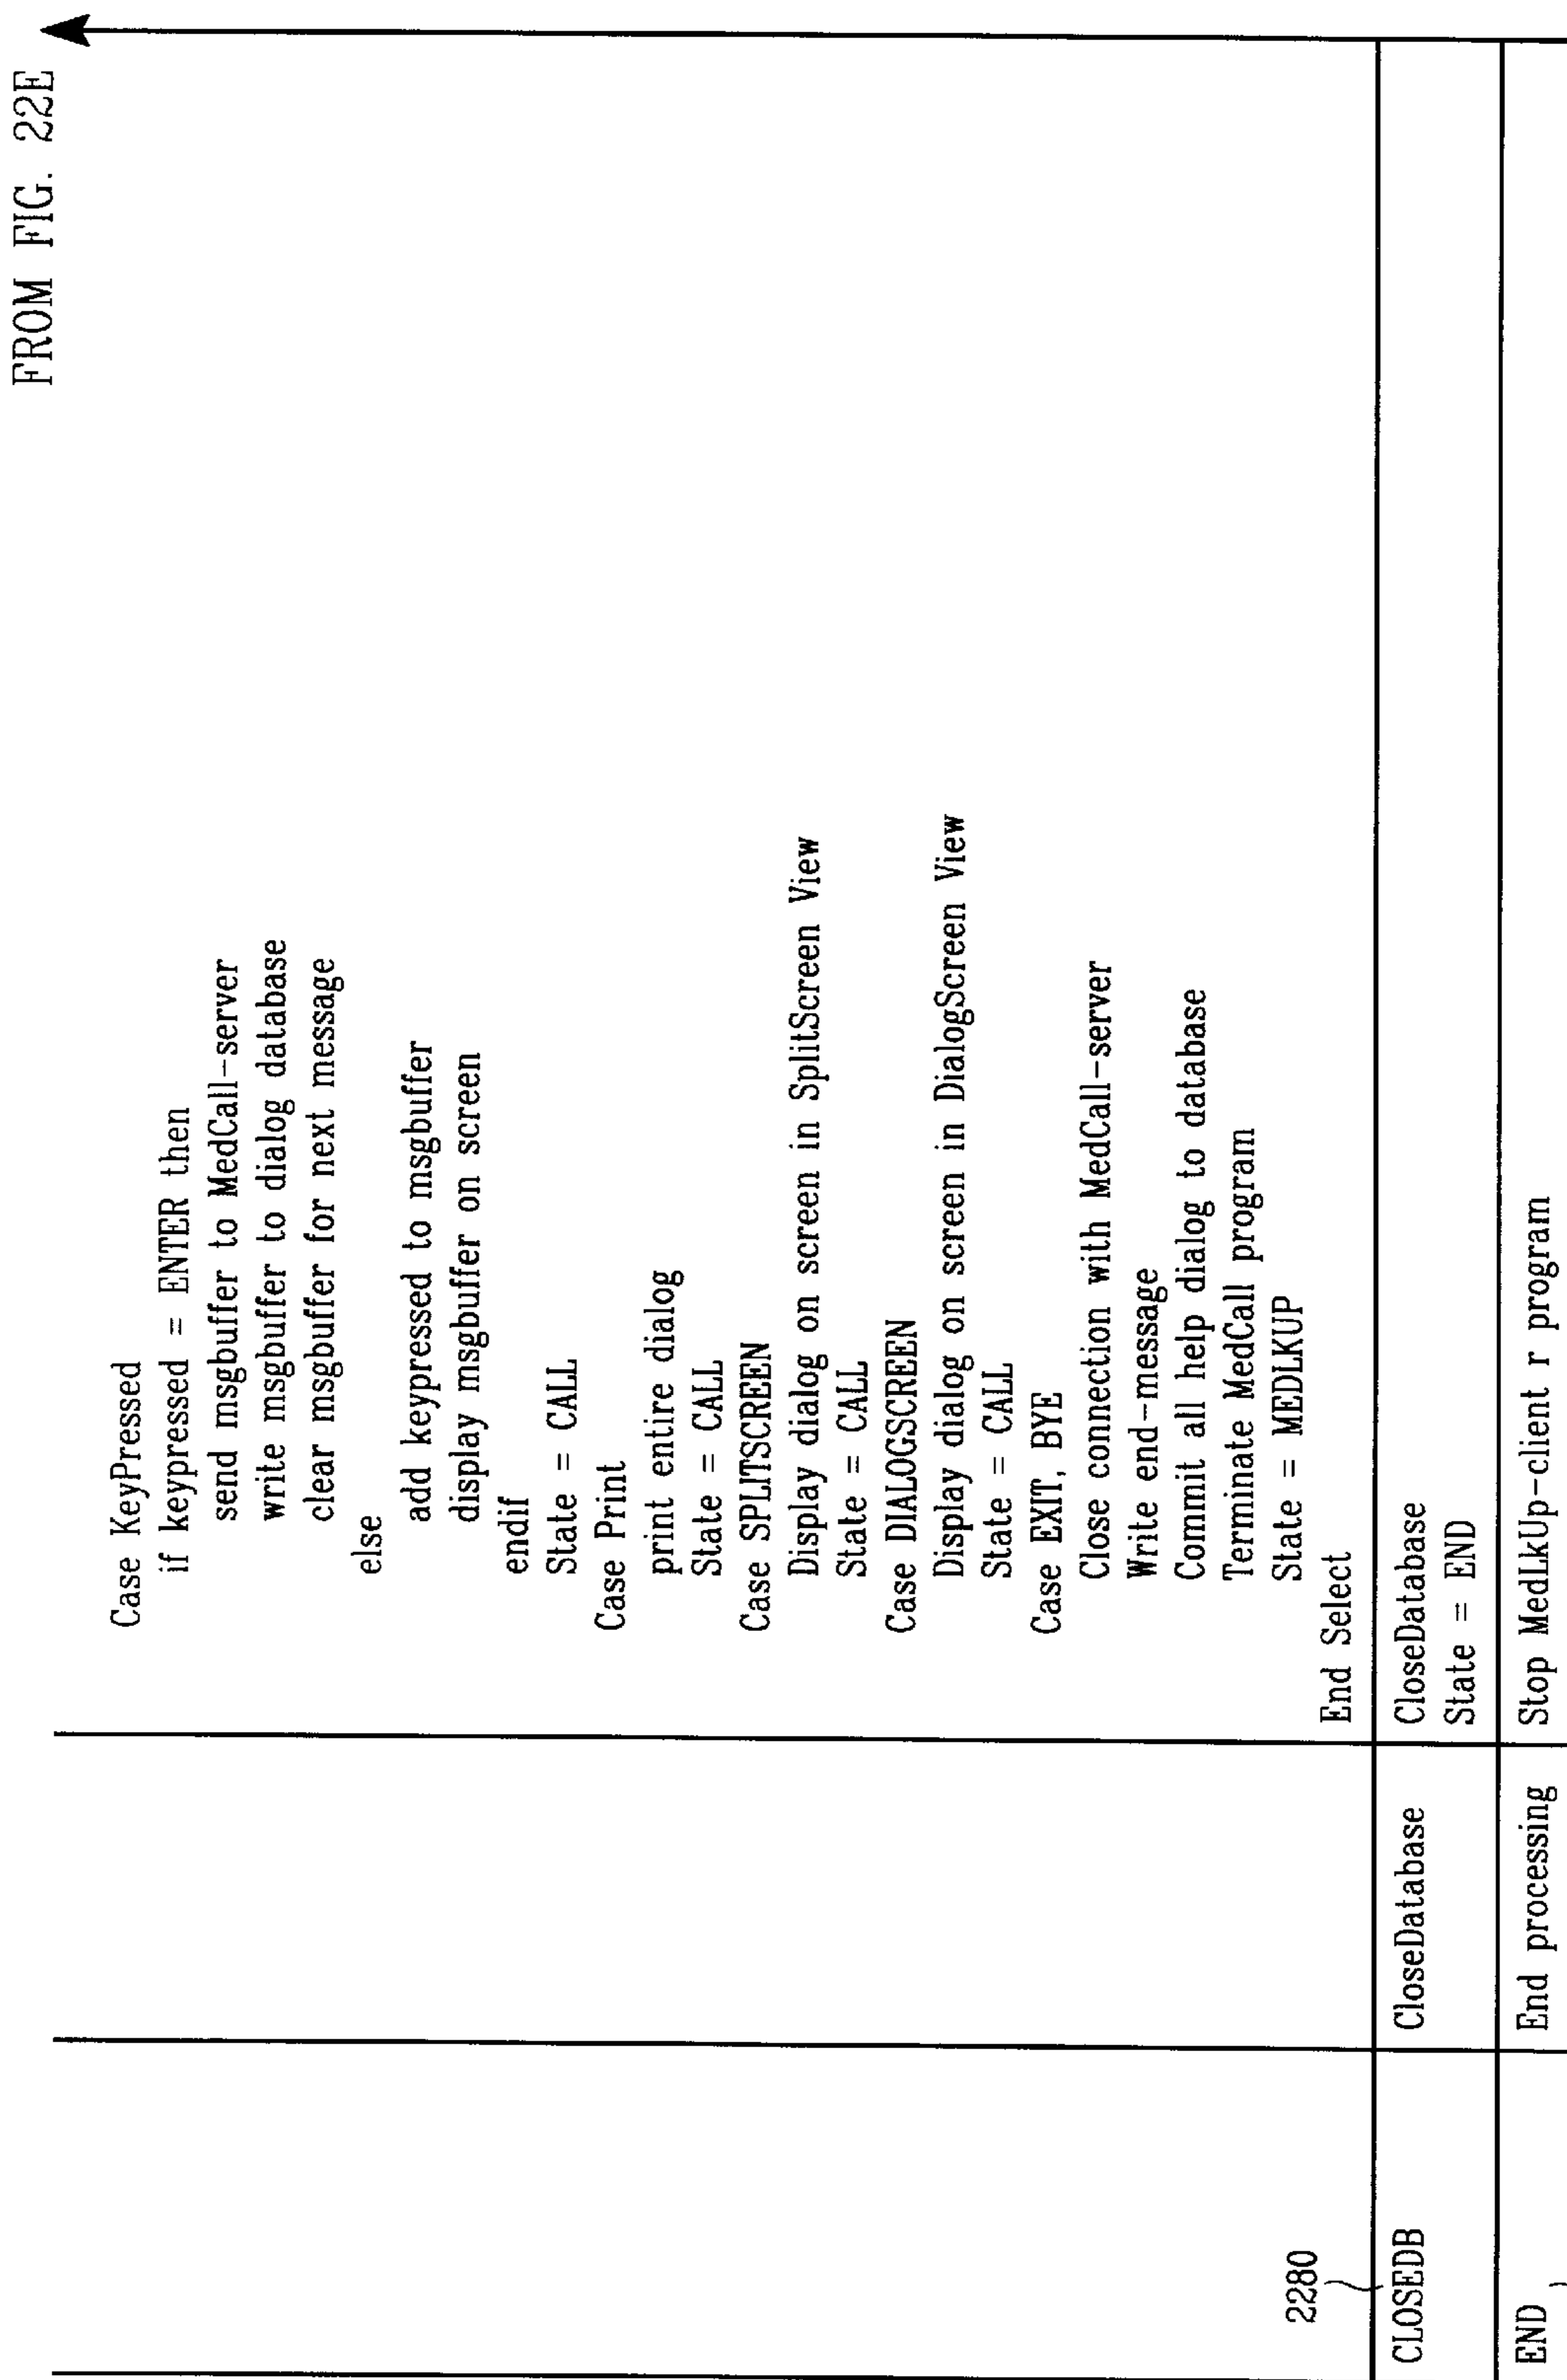 FROM FIG. 22E
Case KeyPressed
if keypressed = ENTER then
send msgbuffer to MedCall-server
write msgbuffer to dialog database
clear msgbuffer for next message
else
add keypressed to msgbuffer
display msgbuffer on screen
endif
State = CALL
Case Print
print entire dialog
State = CALL
Case SPLITSCREEN
Display dialog on screen in SplitScreen View
State = CALL
Case DIALOGSCREEN
Display dialog on screen in DialogScreen View
State = CALL
Case EXIT, BYE
Close connection with MedCall-server
Write end-message
Commit all help dialog to database
Terminate MedCall program
State = MEDLKUP
End Select
2280
CLOSEDB CloseDatabase CloseDatabase
State = END
END End processing Stop MedLkUp-client r program